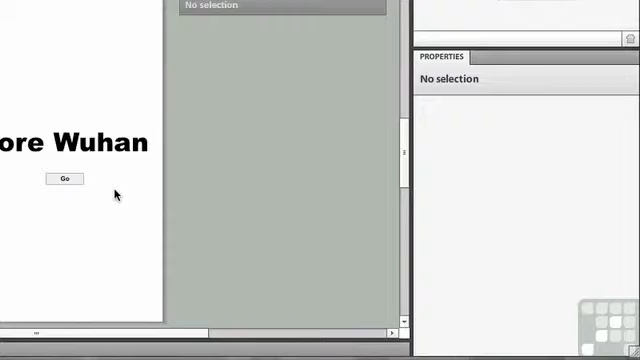 No selection
PROPERTIES
No selection
ore Wuhan
Go